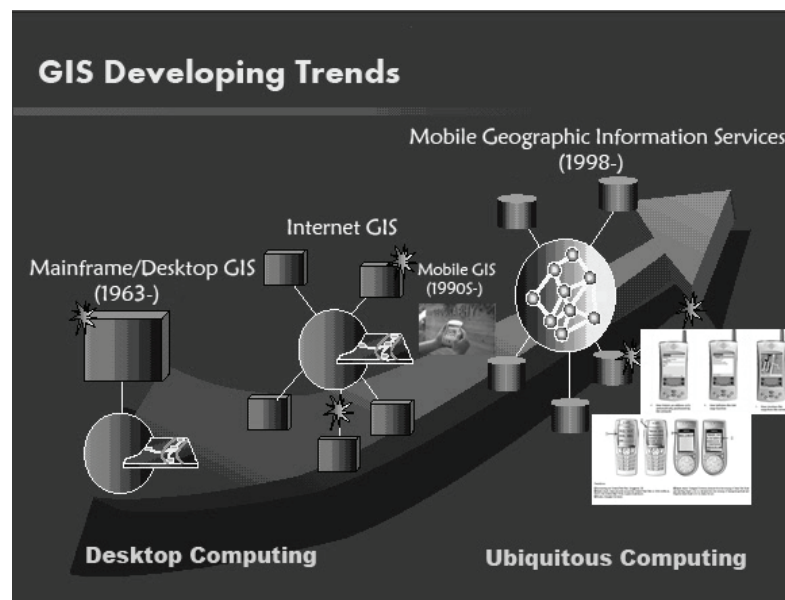 GIS Developing Trends
Mobile Geographic Information Services
(1998-)
Internet GIS
Mainframe/Desktop GIS
(1963-)
Mobile GIS
(1990S-)
Desktop Computing
Ubiquitous Computing